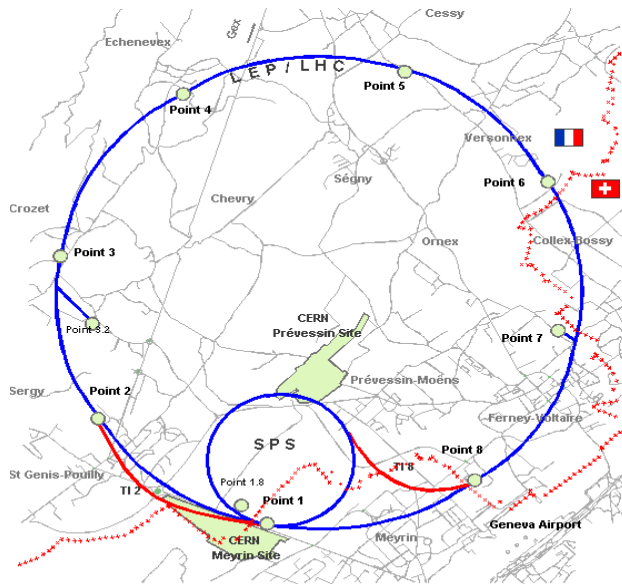 Cessy
Gex
Echenevex
LEP/LHC
Point 5
Point 4
Versonnex
Ségny
Point 6
Chevry
Crozet
Ornex
Collex-Bossy
Point 3
CERN
Prévessin Site
Point 3.2
Point 7
Prévessin-Moëns
Sergy
Point 2
Ferney-Voltaire
SPS
Point 8
St Genis-Pouilly
TI 8
Point 1.8
TI 2
Point 1
Geneva Airport
CERN
Meyrin Site
Meyrin